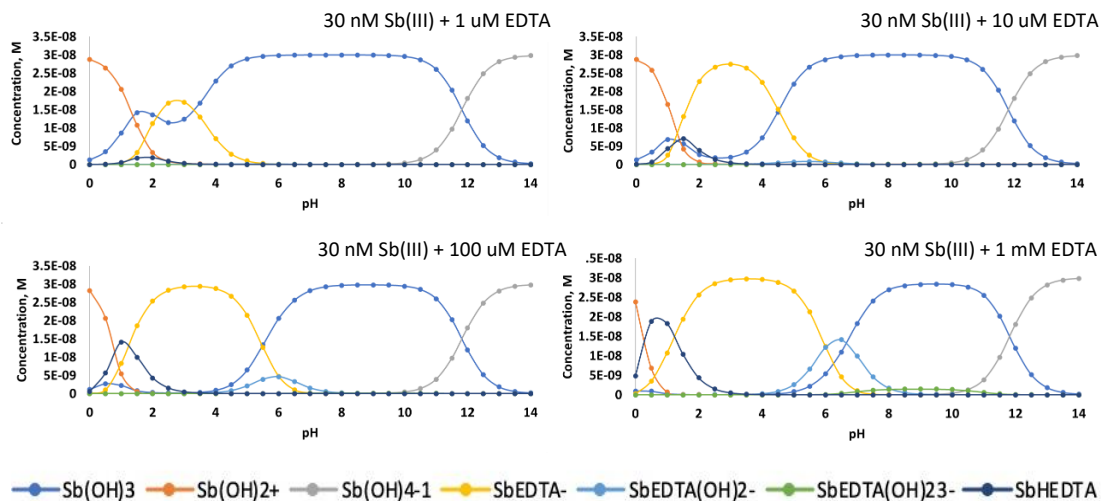 30 nM Sb(III) + 1 uM EDTA
Concentration, M
3.5E-08
3E-08
2.5E-08
2E-08
1.5E-08
1E-08
5E-09
0
0 2 4 6 8 10 12 14
pH
30 nM Sb(III) + 10 uM EDTA
Concentration, M
3.5E-08
3E-08
2.5E-08
2E-08
1.5E-08
1E-08
5E-09
0
0 2 4 6 8 10 12 14
pH
30 nM Sb(III) + 100 uM EDTA
Concentration, M
3.5E-08
3E-08
2.5E-08
2E-08
1.5E-08
1E-08
5E-09
0
0 2 4 6 8 10 12 14
pH
30 nM Sb(III) + 1 mM EDTA
Concentration, M
3.5E-08
3E-08
2.5E-08
2E-08
1.5E-08
1E-08
5E-09
0
0 2 4 6 8 10 12 14
pH
Sb(OH)3 Sb(OH)2+ Sb(OH)4-1 SbEDTA- SbEDTA(OH)2- SbEDTA(OH)23- SbHEDTA